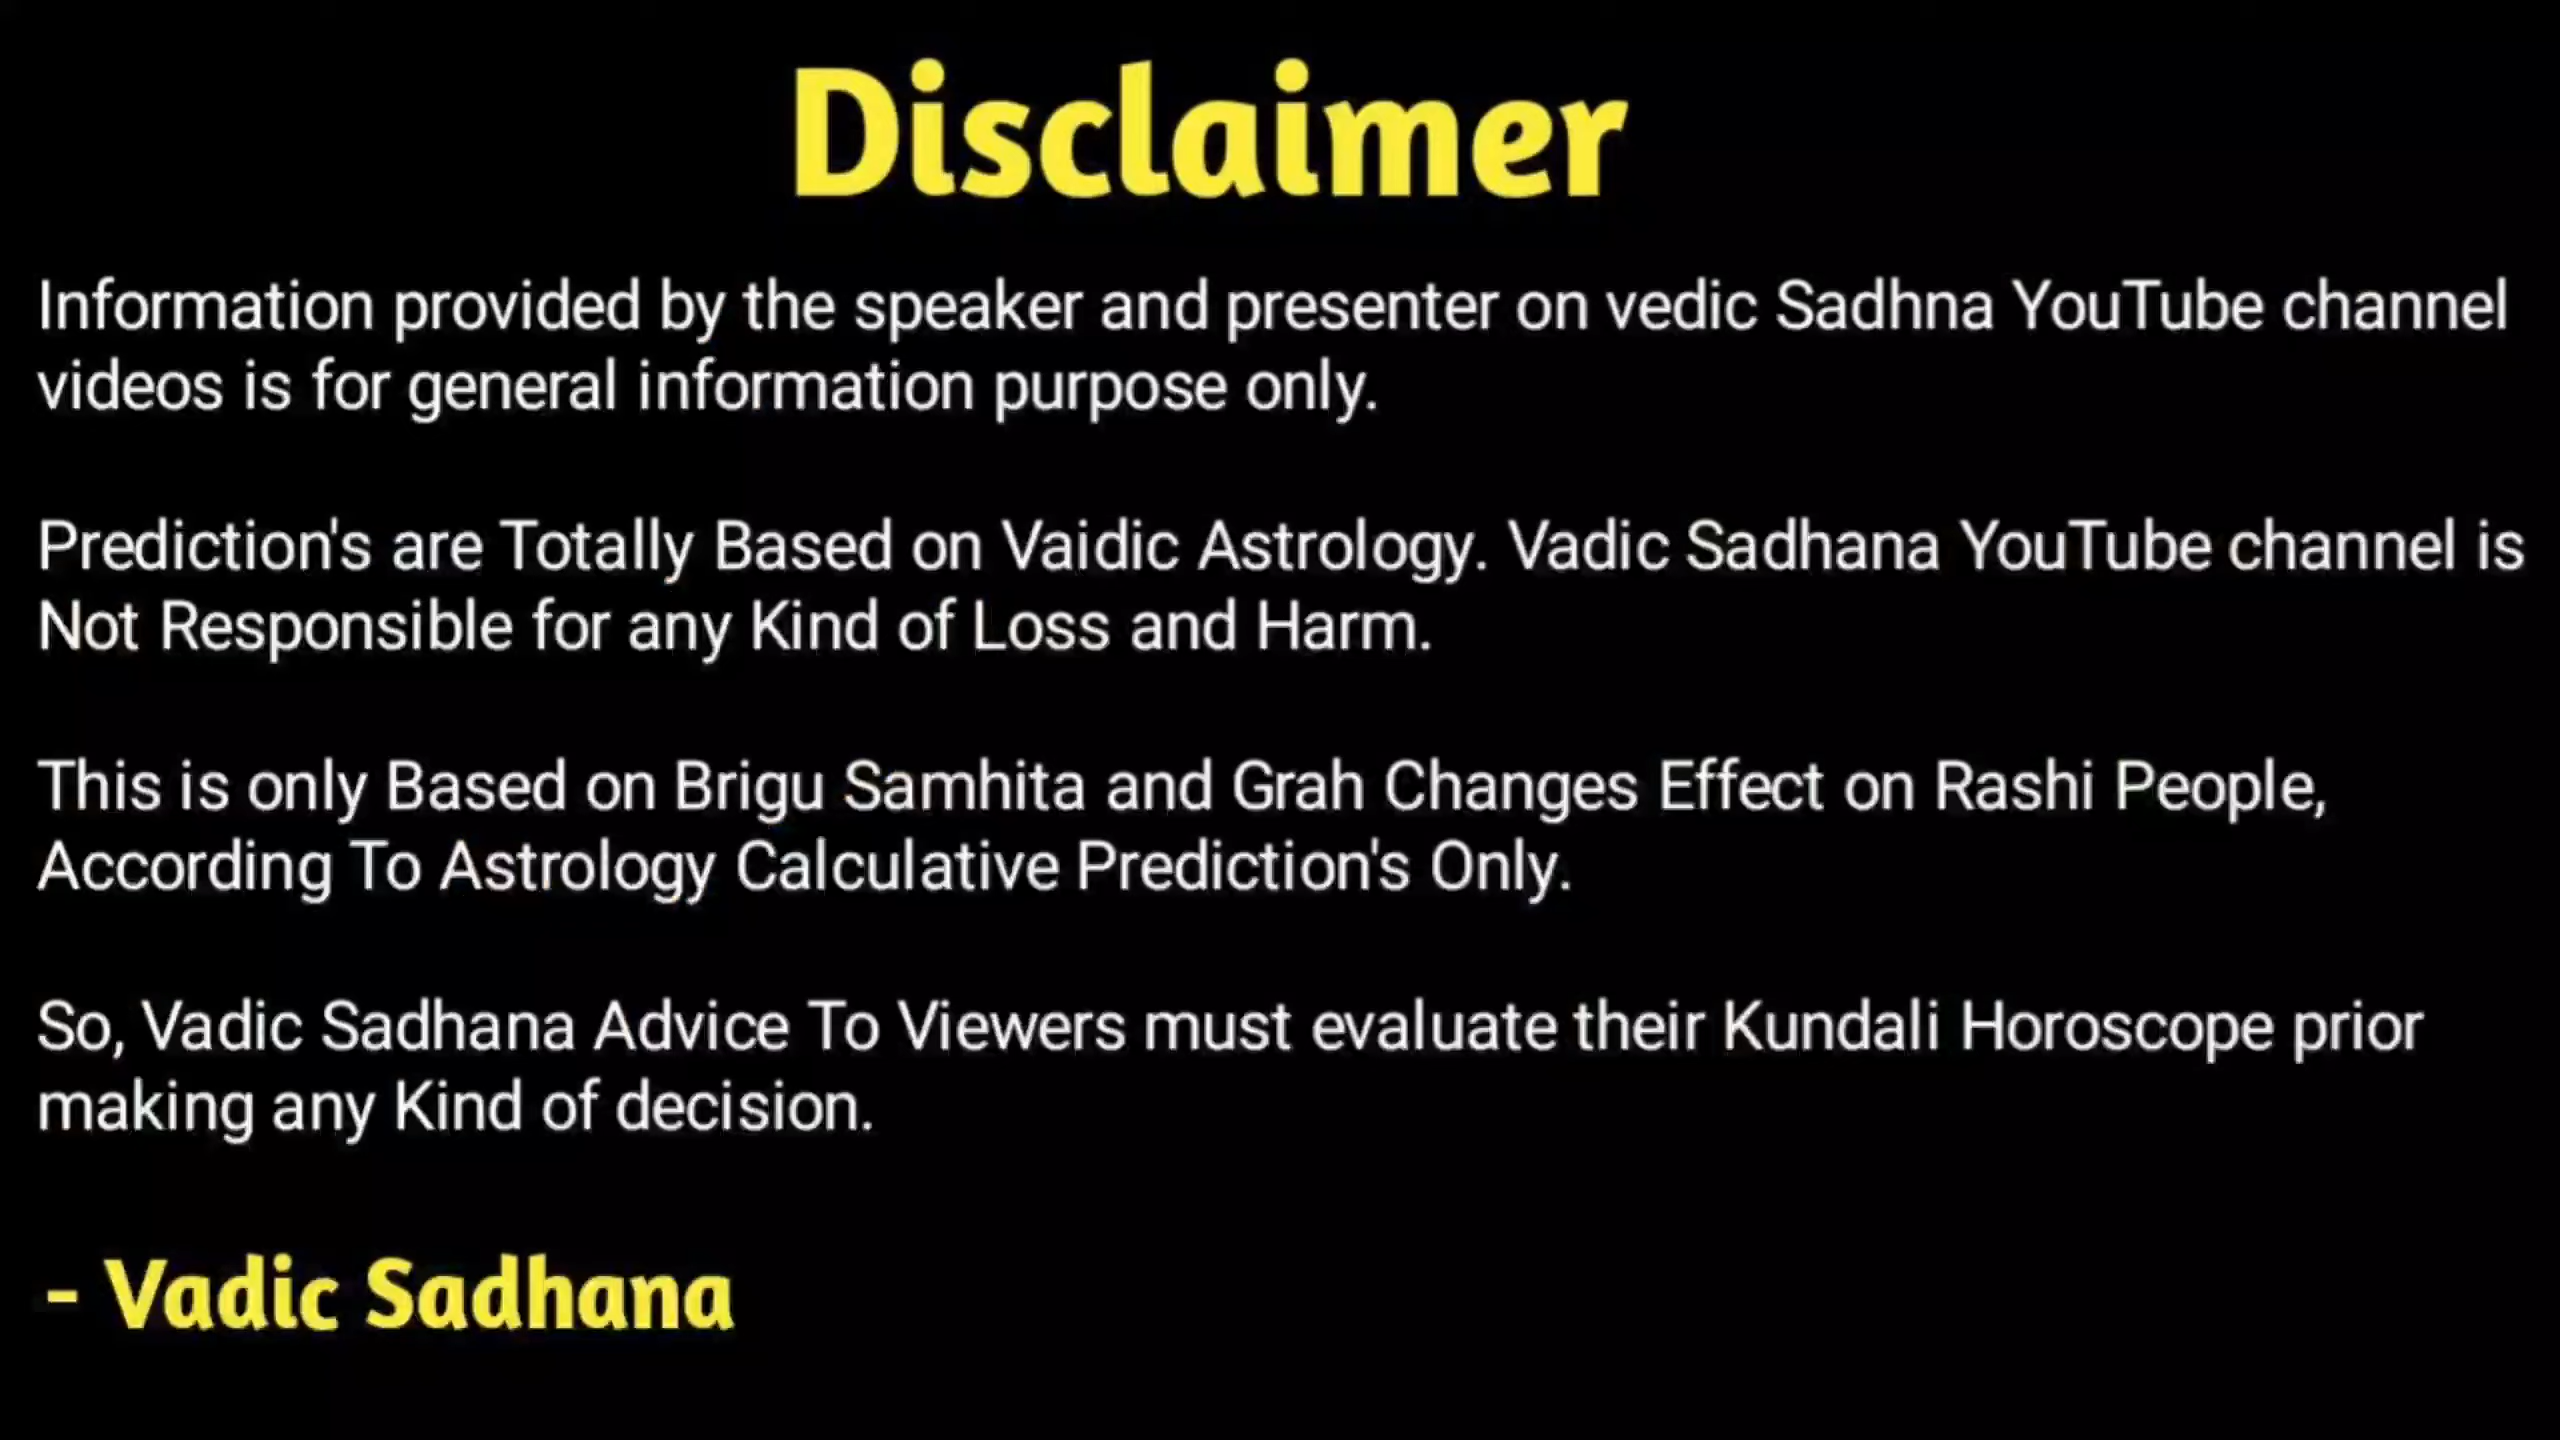 Disclaimer
Information provided by the speaker and presenter on vedic Sadhna YouTube channel
videos is for general information purpose only.
Prediction's are Totally Based on Vaidic Astrology. Vadic Sadhana YouTube channel is
Not Responsible for any Kind of Loss and Harm.
This is only Based on Brigu Samhita and Grah Changes Effect on Rashi People,
According To Astrology Calculative Prediction's Only.
So, Vadic Sadhana Advice To Viewers must evaluate their Kundali Horoscope prior
making any Kind of decision.
- Vadic Sadhana